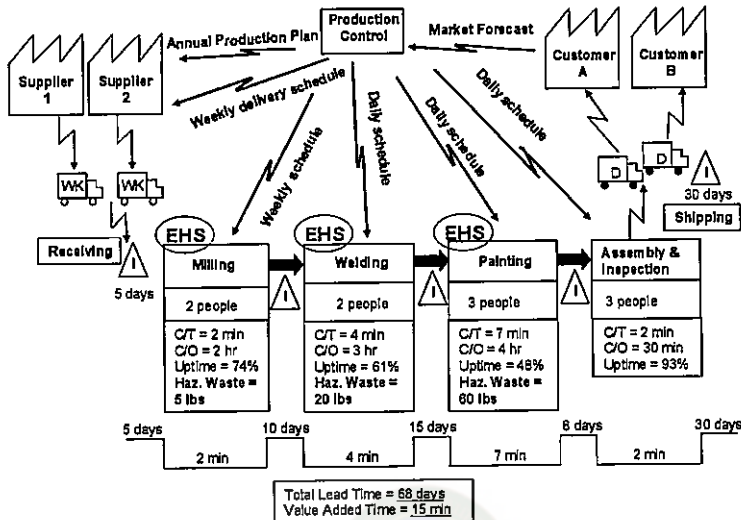 Production
Control
Annual Production Plan
Market Forecast
Supplier
1
Supplier
2
Customer
A
Customer
B
Weekly delivery schedule
Weekly schedule
Daily schedule
Daily schedule
Daily schedule
WK
WK
D
D
I
30 days
Shipping
Receiving
I
5 days
EHS
Milling
2 people
C/T = 2 min
C/O = 2 hr
Uptime = 74%
Haz. Waste =
5 lbs
I
EHS
Welding
2 people
C/T = 4 min
C/O = 3 hr
Uptime = 61%
Haz. Waste =
20 lbs
I
EHS
Painting
3 people
C/T = 7 min
C/O = 4 hr
Uptime = 48%
Haz. Waste =
60 lbs
I
Assembly &
Inspection
3 people
C/T = 2 min
C/O = 30 min
Uptime = 93%
5 days
2 min
10 days
4 min
15 days
7 min
8 days
2 min
30 days
Total Lead Time = 68 days
Value Added Time = 15 min